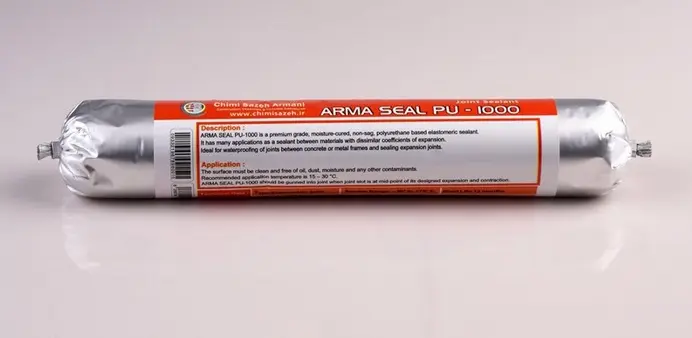 Chimi Sazeh Armani
www.chimisazeh.ir
Joint Sealant
ARMA SEAL PU - 1000
Description :
ARMA SEAL PU-1000 is a premium grade, moisture-cured, non-sag, polyurethane based elastomeric sealant.
It has many applications as a sealant between materials with dissimilar coefficients of expansion.
Ideal for waterproofing of joints between concrete or metal frames and sealing expansion joints.
Application :
The surface must be clean and free of oil, dust, moisture and any other contaminants.
Recommended application temperature is 15 – 30 °C.
ARMA SEAL PU-1000 should be gunned into joint when joint slot is at mid-point of its designed expansion and contraction.